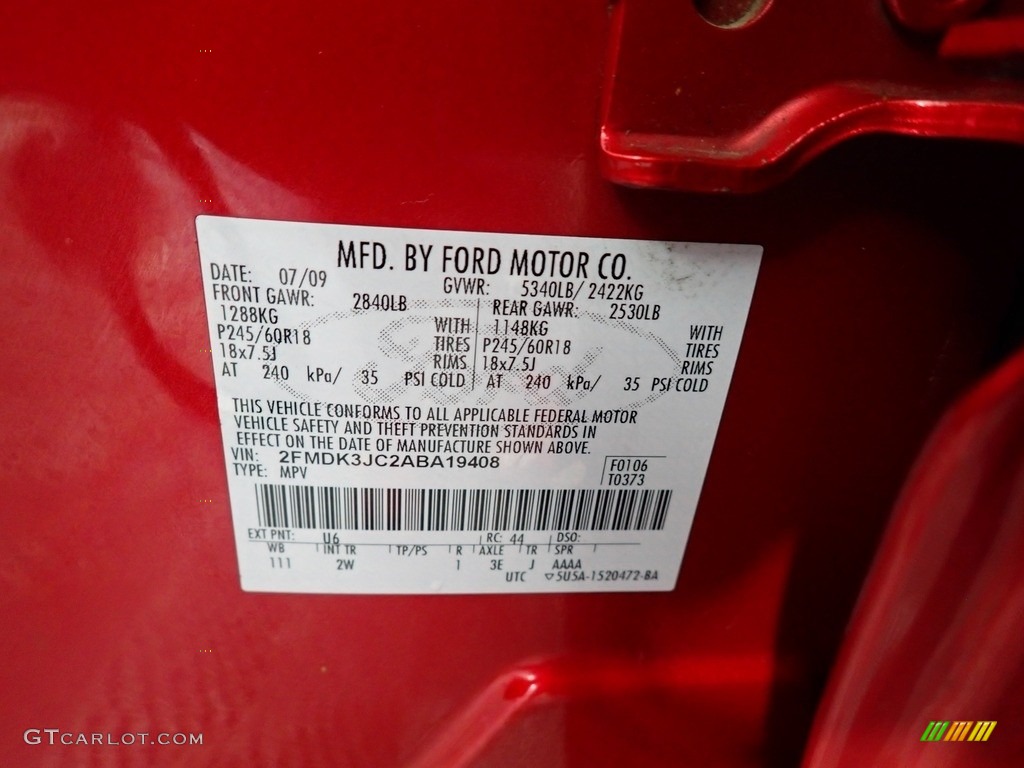 MFD. BY FORD MOTOR CO.
DATE: 07/09 GVWR: 5340LB/ 2422KG
FRONT GAWR: 2840LB REAR GAWR: 2530LB
1288KG WITH 1148KG WITH
P245/60R18 TIRES P245/60R18 TIRES
18x7.5J RIMS 18x7.5J RIMS
AT 240 kPa/ 35 PSI COLD AT 240 kPa/ 35 PSI COLD
THIS VEHICLE CONFORMS TO ALL APPLICABLE FEDERAL MOTOR
VEHICLE SAFETY AND THEFT PREVENTION STANDARDS IN
EFFECT ON THE DATE OF MANUFACTURE SHOWN ABOVE.
VIN: 2FMDK3JC2ABA19408 F0106
TYPE: MPV T0373
EXT PNT: U6 RC: 44 DSO:
WB INT TR TP/PS R AXLE TR SPR
111 2W 1 3E J AAAA
UTC ▽5U5A-1520472-BA
GTCARLOT.COM